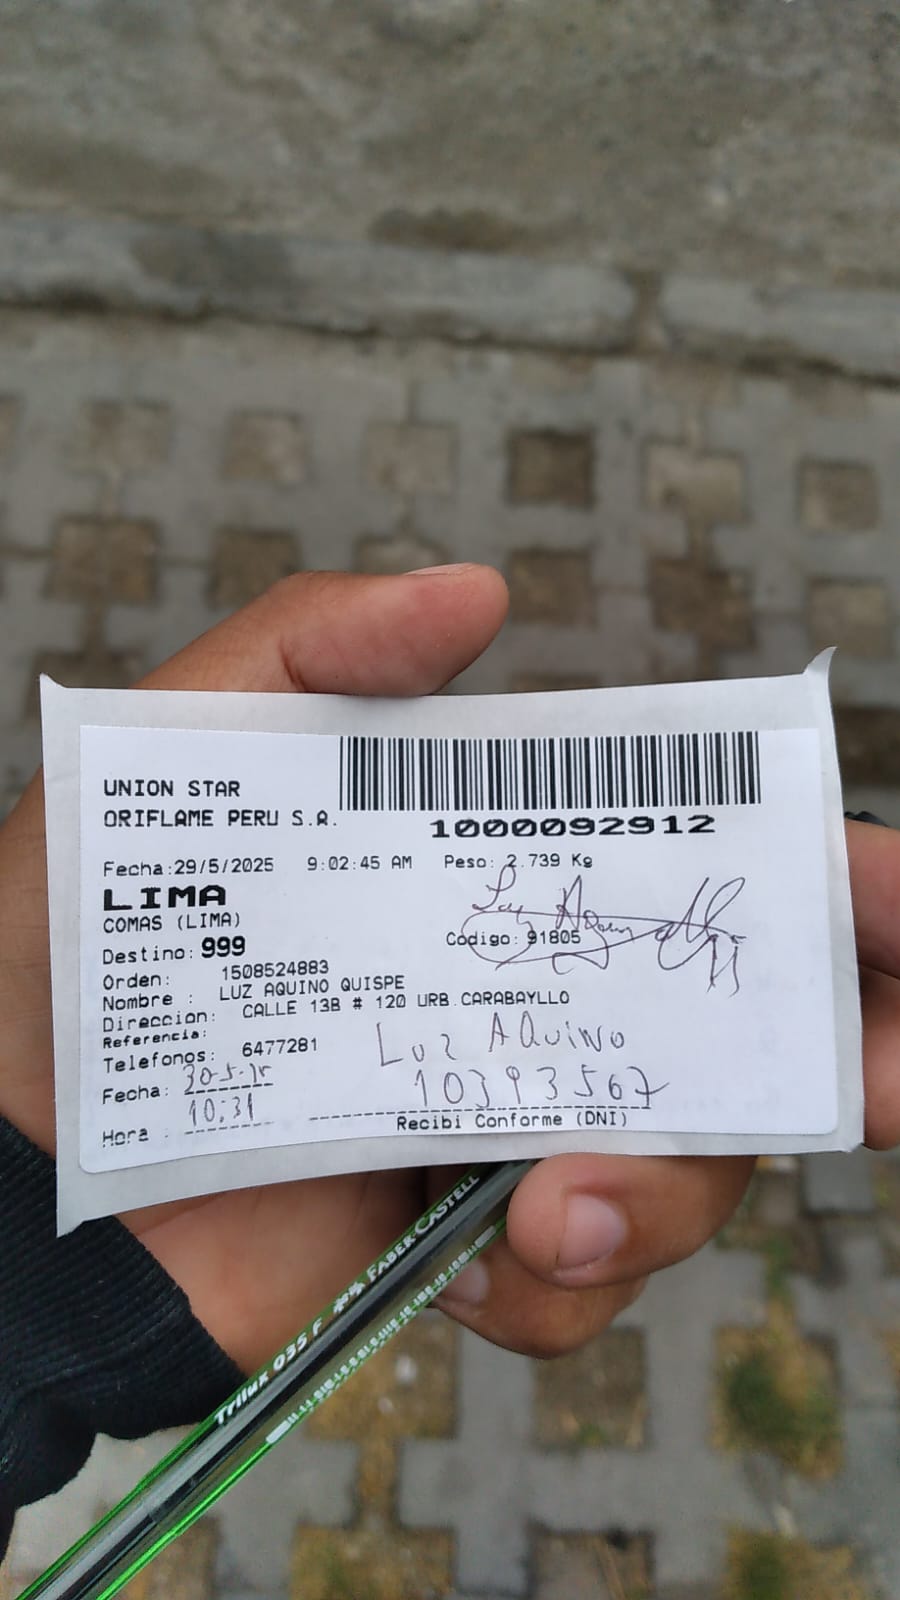 UNION STAR
ORIFLAME PERU S.A.
1000092912
Fecha:29/5/2025 9:02:45 AM Peso: 2.739 Kg
LIMA
COMAS (LIMA)
Destino: 999 Código: 91805
Orden: 1508524883
Nombre : LUZ AQUINO QUISPE
Direccion: CALLE 13B # 120 URB.CARABAYLLO
Referencia:
Telefonos: 6477281
Luz AQuiNo
Fecha: 30-5-25
10393567
Hora : 10:31
Recibi Conforme (DNI)
Trilux 035 F FABER-CASTELL